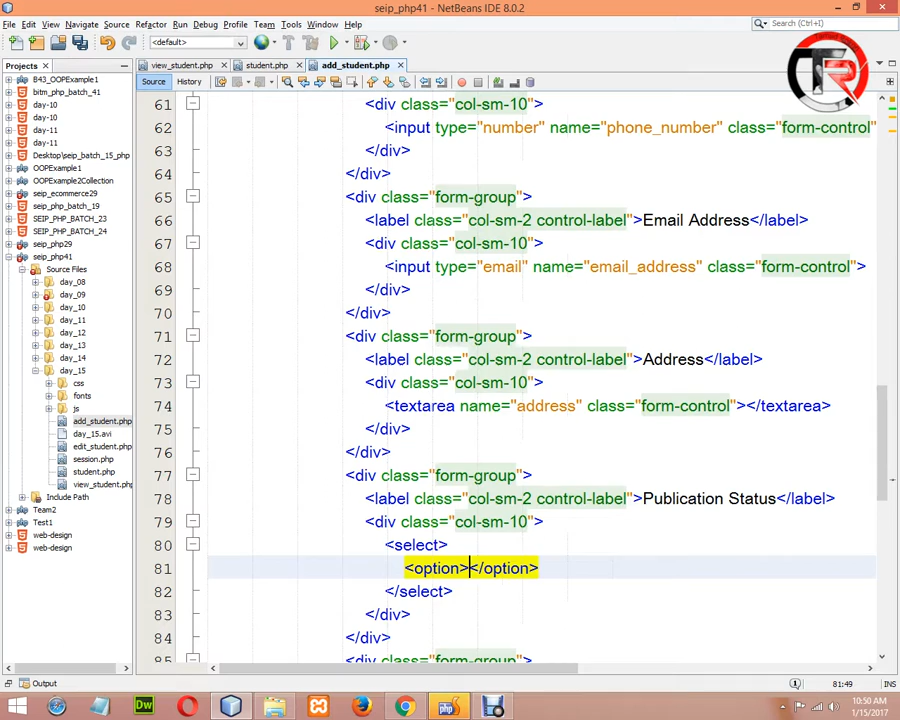 seip_php41 - NetBeans IDE 8.0.2
File Edit View Navigate Source Refactor Run Debug Profile Team Tools Window Help
Search (Ctrl+I)
<default>
Projects
view_student.php student.php add_student.php
Source History
B43_OOPExample1
bitm_php_batch_41
day-10
day-10
day-11
day-11
Desktop\seip_batch_15_php
OOPExample1
OOPExample2Collection
seip_ecommerce29
seip_php_batch_19
SEIP_PHP_BATCH_23
SEIP_PHP_BATCH_24
seip_php29
seip_php41
Source Files
day_08
day_09
day_10
day_11
day_12
day_13
day_14
day_15
css
fonts
js
add_student.php
day_15.avi
edit_student.php
session.php
student.php
view_student.php
Include Path
Team2
Test1
web-design
web-design
61 <div class="col-sm-10">
62 <input type="number" name="phone_number" class="form-control"
63 </div>
64 </div>
65 <div class="form-group">
66 <label class="col-sm-2 control-label">Email Address</label>
67 <div class="col-sm-10">
68 <input type="email" name="email_address" class="form-control">
69 </div>
70 </div>
71 <div class="form-group">
72 <label class="col-sm-2 control-label">Address</label>
73 <div class="col-sm-10">
74 <textarea name="address" class="form-control"></textarea>
75 </div>
76 </div>
77 <div class="form-group">
78 <label class="col-sm-2 control-label">Publication Status</label>
79 <div class="col-sm-10">
80 <select>
81 <option></option>
82 </select>
83 </div>
84 </div>
85 <div class="form-group">
Output
81:49 INS
10:50 AM
1/15/2017